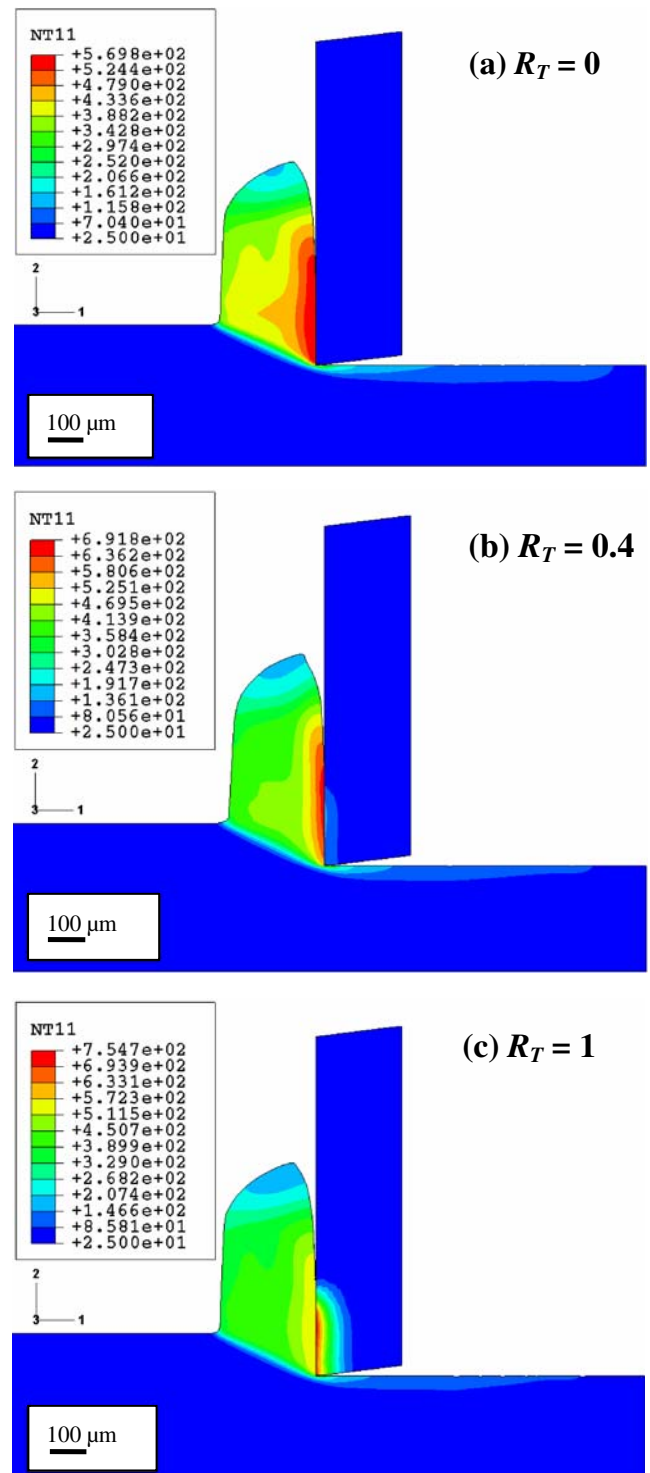 (a) R_T = 0
NT11
+5.698e+02
+5.244e+02
+4.790e+02
+4.336e+02
+3.882e+02
+3.428e+02
+2.974e+02
+2.520e+02
+2.066e+02
+1.612e+02
+1.158e+02
+7.040e+01
+2.500e+01
2
3 1
100 µm
(b) R_T = 0.4
NT11
+6.918e+02
+6.362e+02
+5.806e+02
+5.251e+02
+4.695e+02
+4.139e+02
+3.584e+02
+3.028e+02
+2.473e+02
+1.917e+02
+1.361e+02
+8.056e+01
+2.500e+01
2
3 1
100 µm
(c) R_T = 1
NT11
+7.547e+02
+6.939e+02
+6.331e+02
+5.723e+02
+5.115e+02
+4.507e+02
+3.899e+02
+3.290e+02
+2.682e+02
+2.074e+02
+1.466e+02
+8.581e+01
+2.500e+01
2
3 1
100 µm